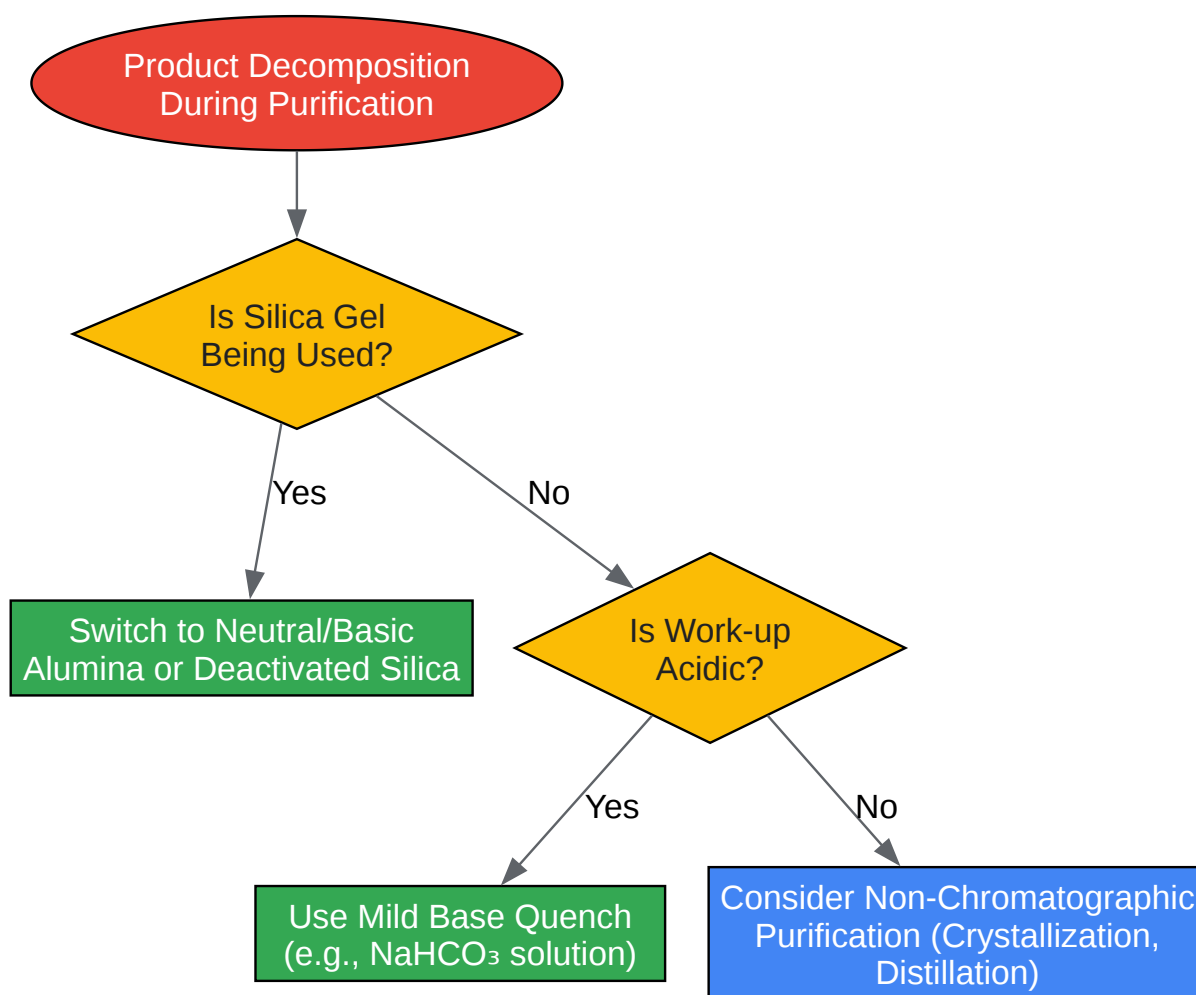 Product Decomposition
During Purification
Is Silica Gel
Being Used?
Yes
No
Switch to Neutral/Basic
Alumina or Deactivated Silica
Is Work-up
Acidic?
Yes
No
Use Mild Base Quench
(e.g., NaHCO₃ solution)
Consider Non-Chromatographic
Purification (Crystallization,
Distillation)